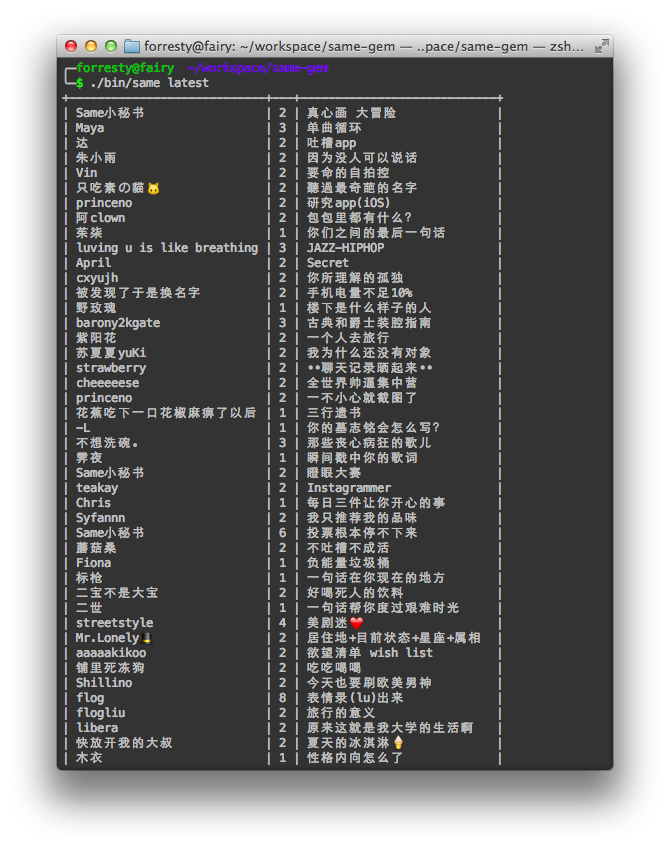 forresty@fairy: ~/workspace/same-gem — ..pace/same-gem — zsh...
forresty@fairy ~/workspace/same-gem
$ ./bin/same latest
| Same小秘书 | 2 | 真心画 大冒险 |
| Maya | 3 | 单曲循环 |
| 达 | 2 | 吐槽app |
| 朱小雨 | 2 | 因为没人可以说话 |
| Vin | 2 | 要命的自拍控 |
| 只吃素の貓🐱 | 2 | 聽過最奇葩的名字 |
| princeno | 2 | 研究app(iOS) |
| 阿clown | 2 | 包包里都有什么? |
| 茱柒 | 1 | 你们之间的最后一句话 |
| luving u is like breathing | 3 | JAZZ-HIPHOP |
| April | 2 | Secret |
| cxyujh | 2 | 你所理解的孤独 |
| 被发现了于是换名字 | 2 | 手机电量不足10% |
| 野玫瑰 | 1 | 楼下是什么样子的人 |
| barony2kgate | 3 | 古典和爵士装腔指南 |
| 紫阳花 | 2 | 一个人去旅行 |
| 苏夏夏yuKi | 2 | 我为什么还没有对象 |
| strawberry | 2 | ••聊天记录晒起来•• |
| cheeeeese | 2 | 全世界帅逼集中营 |
| princeno | 2 | 一不小心就截图了 |
| 花蕉吃下一口花椒麻痹了以后 | 1 | 三行遗书 |
| -L | 1 | 你的墓志铭会怎么写? |
| 不想洗碗。 | 3 | 那些丧心病狂的歌儿 |
| 霁夜 | 1 | 瞬间戳中你的歌词 |
| Same小秘书 | 2 | 瞪眼大赛 |
| teakay | 2 | Instagrammer |
| Chris | 1 | 每日三件让你开心的事 |
| Syfannn | 2 | 我只推荐我的品味 |
| Same小秘书 | 6 | 投票根本停不下来 |
| 蘑菇桑 | 2 | 不吐槽不成活 |
| Fiona | 1 | 负能量垃圾桶 |
| 标枪 | 1 | 一句话在你现在的地方 |
| 二宝不是大宝 | 2 | 好喝死人的饮料 |
| 二世 | 1 | 一句话帮你度过艰难时光 |
| streetstyle | 4 | 美剧迷❤️ |
| Mr.Lonely🎩 | 2 | 居住地+目前状态+星座+属相 |
| aaaaakikoo | 2 | 欲望清单 wish list |
| 铺里死冻狗 | 2 | 吃吃喝喝 |
| Shillino | 2 | 今天也要刷欧美男神 |
| flog | 8 | 表情录(lu)出来 |
| flogliu | 2 | 旅行的意义 |
| libera | 2 | 原来这就是我大学的生活啊 |
| 快放开我的大叔 | 2 | 夏天的冰淇淋🍦 |
| 木衣 | 1 | 性格内向怎么了 |